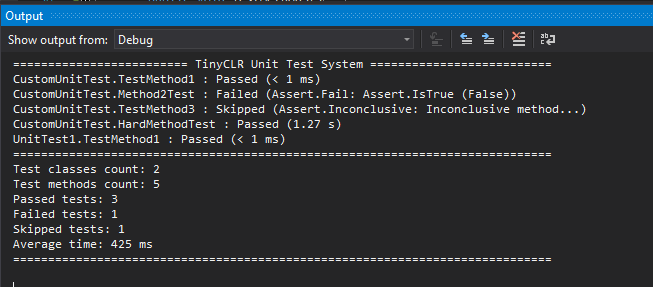 Output
Show output from: Debug
========================= TinyCLR Unit Test System ==========================
CustomUnitTest.TestMethod1 : Passed (< 1 ms)
CustomUnitTest.Method2Test : Failed (Assert.Fail: Assert.IsTrue (False))
CustomUnitTest.TestMethod3 : Skipped (Assert.Inconclusive: Inconclusive method...)
CustomUnitTest.HardMethodTest : Passed (1.27 s)
UnitTest1.TestMethod1 : Passed (< 1 ms)
=============================================================================
Test classes count: 2
Test methods count: 5
Passed tests: 3
Failed tests: 1
Skipped tests: 1
Average time: 425 ms
=============================================================================